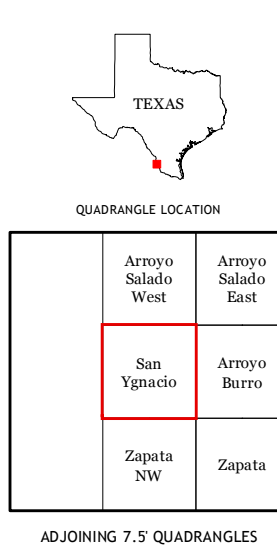 TEXAS
QUADRANGLE LOCATION
Arroyo
Salado
West
Arroyo
Salado
East
San
Ygnacio
Arroyo
Burro
Zapata
NW
Zapata
ADJOINING 7.5' QUADRANGLES